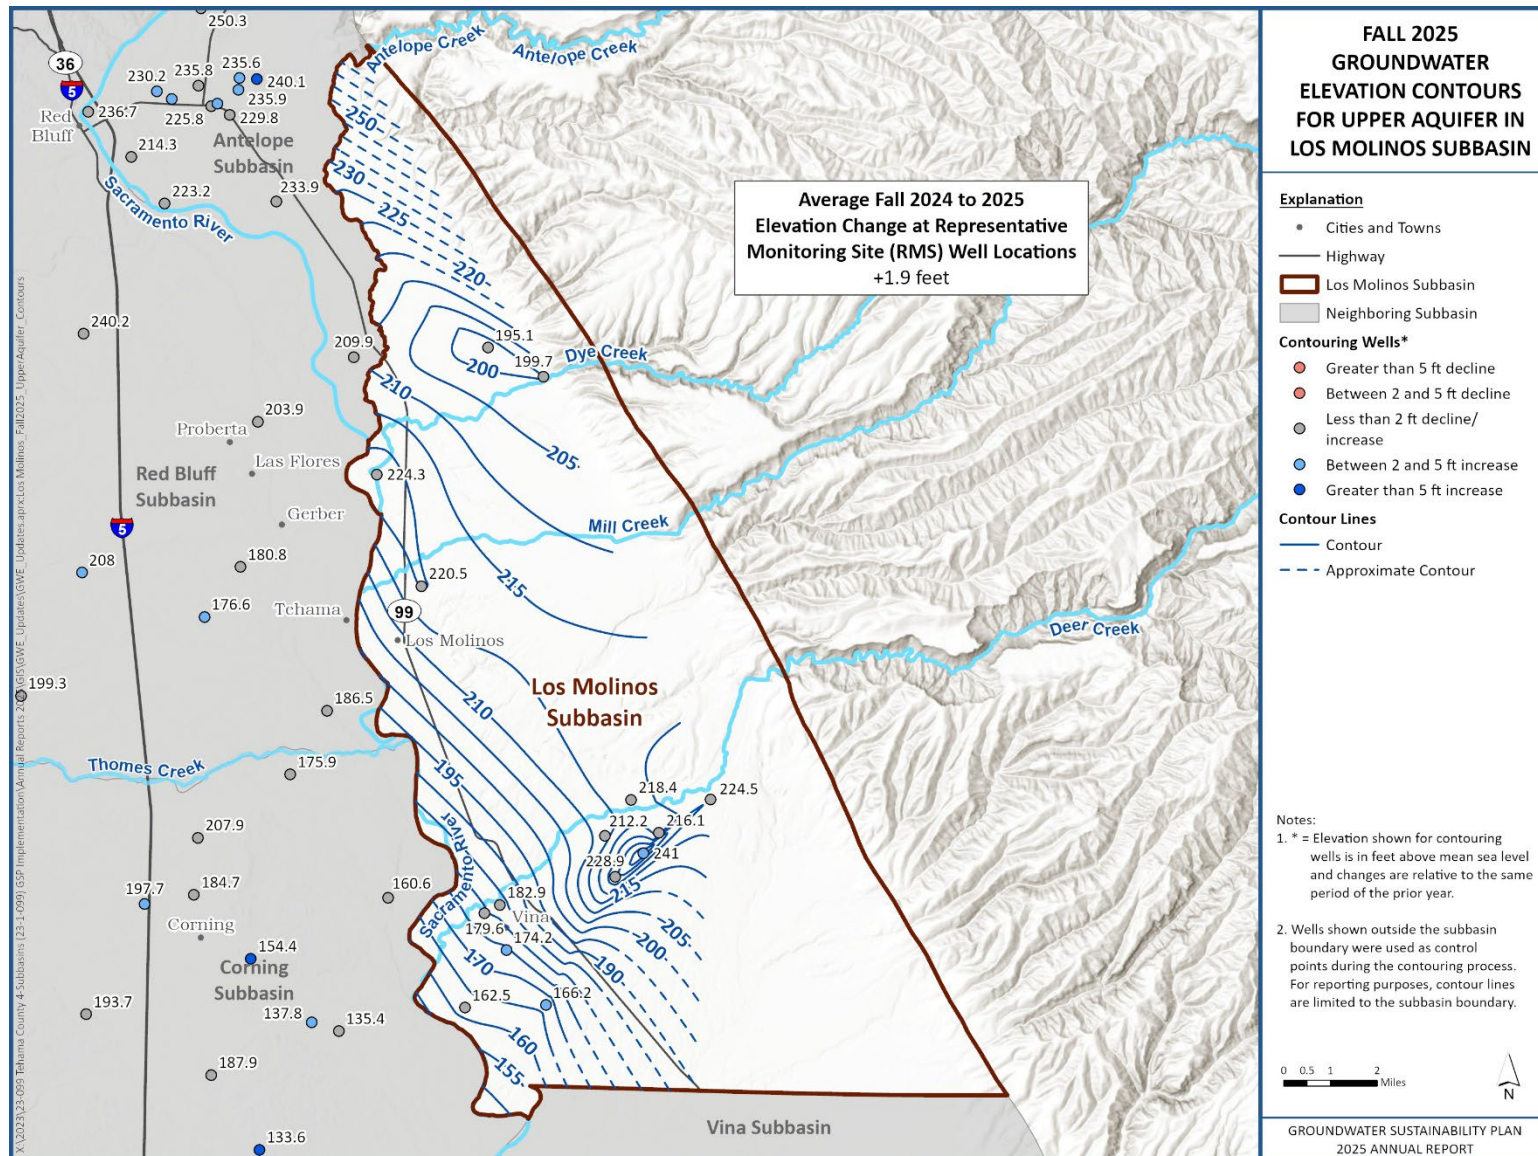 FALL 2025
GROUNDWATER
ELEVATION CONTOURS
FOR UPPER AQUIFER IN
LOS MOLINOS SUBBASIN
Explanation
Cities and Towns
Highway
Los Molinos Subbasin
Neighboring Subbasin
Contouring Wells*
Greater than 5 ft decline
Between 2 and 5 ft decline
Less than 2 ft decline/
increase
Between 2 and 5 ft increase
Greater than 5 ft increase
Contour Lines
Contour
Approximate Contour
Notes:
1. * = Elevation shown for contouring
wells is in feet above mean sea level
and changes are relative to the same
period of the prior year.
2. Wells shown outside the subbasin
boundary were used as control
points during the contouring process.
For reporting purposes, contour lines
are limited to the subbasin boundary.
0 0.5 1 2
Miles
N
GROUNDWATER SUSTAINABILITY PLAN
2025 ANNUAL REPORT
Average Fall 2024 to 2025
Elevation Change at Representative
Monitoring Site (RMS) Well Locations
+1.9 feet
250.3
36
5
235.8
235.6
230.2
240.1
236.7
225.8
235.9
229.8
Red
Bluff
214.3
Antelope
Subbasin
223.2
233.9
Sacramento River
Antelope Creek
Antelope Creek
250
230
225
220
240.2
209.9
195.1
199.7
200
Dye Creek
210
203.9
Proberta
Las Flores
Red Bluff
Subbasin
224.3
205
5
Gerber
Mill Creek
208
180.8
220.5
215
176.6
Tehama
99
Los Molinos
Deer Creek
199.3
186.5
Los Molinos
Subbasin
210
Thomes Creek
175.9
195
218.4
224.5
207.9
212.2
216.1
241
228.9
215
Sacramento River
197.7
184.7
160.6
182.9
Vina
179.6
174.2
205
200
190
Corning
154.4
Corning
Subbasin
170
193.7
162.5
166.2
137.8
135.4
160
155
187.9
133.6
Vina Subbasin